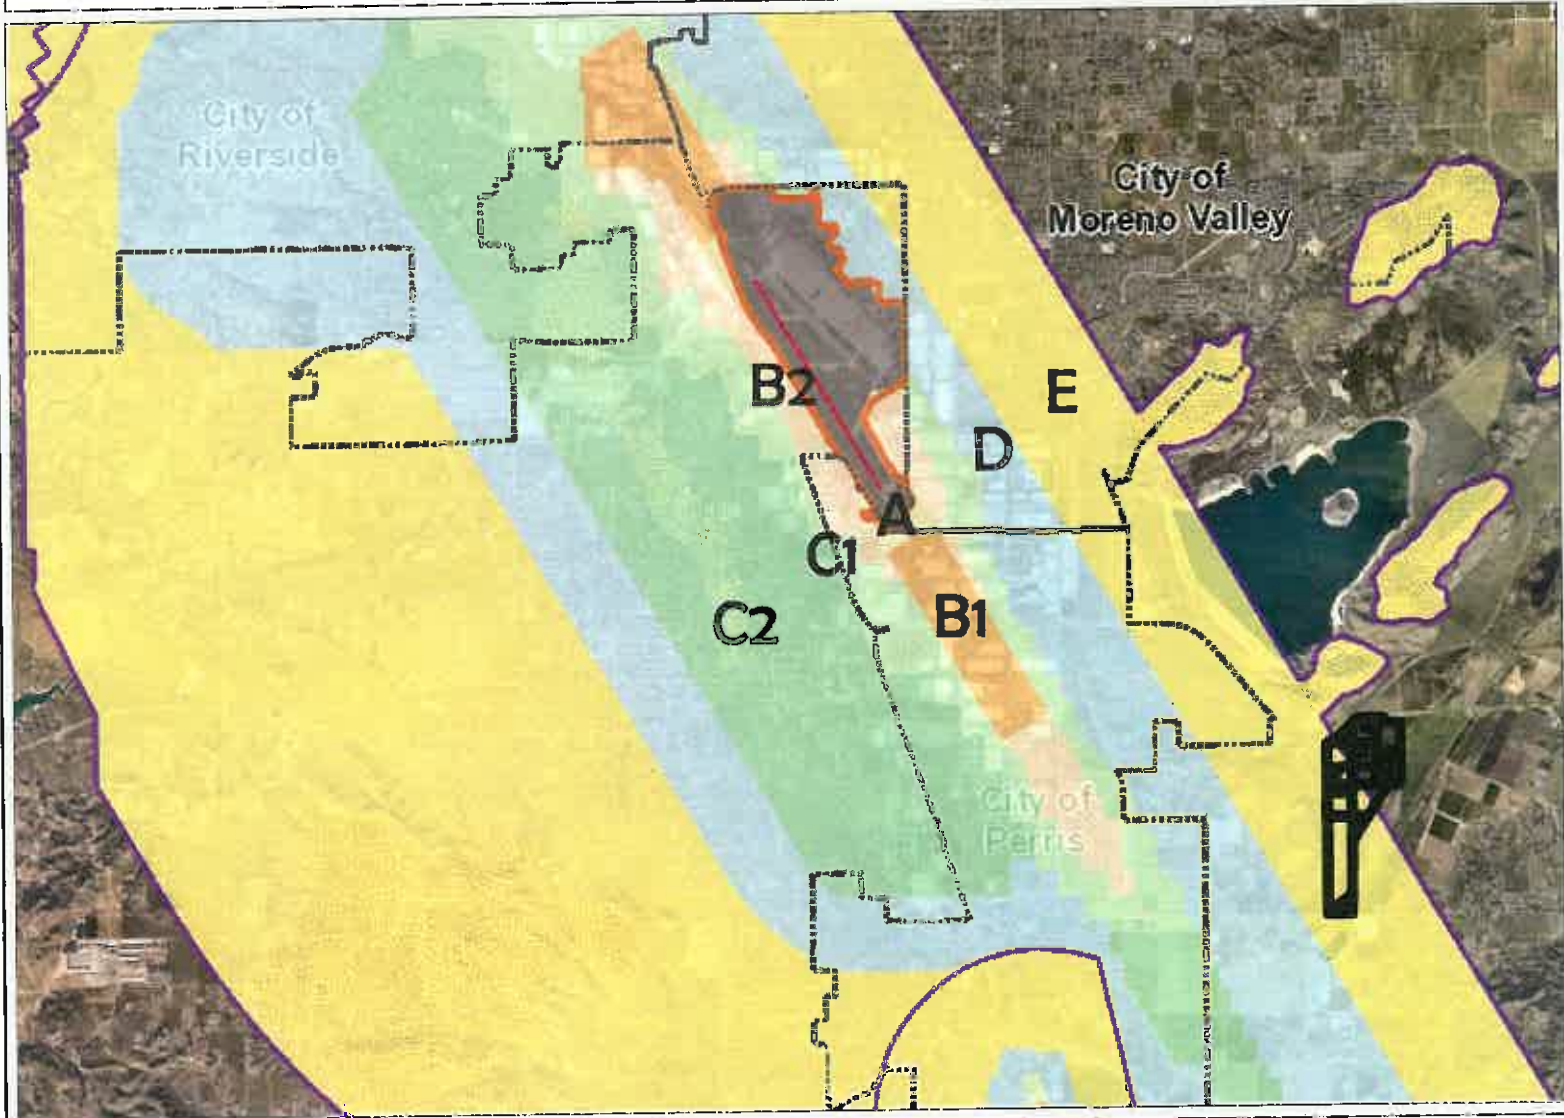 City of
Riverside
City of
Moreno Valley
B2
E
D
A
C1
C2
B1
City of
Perris